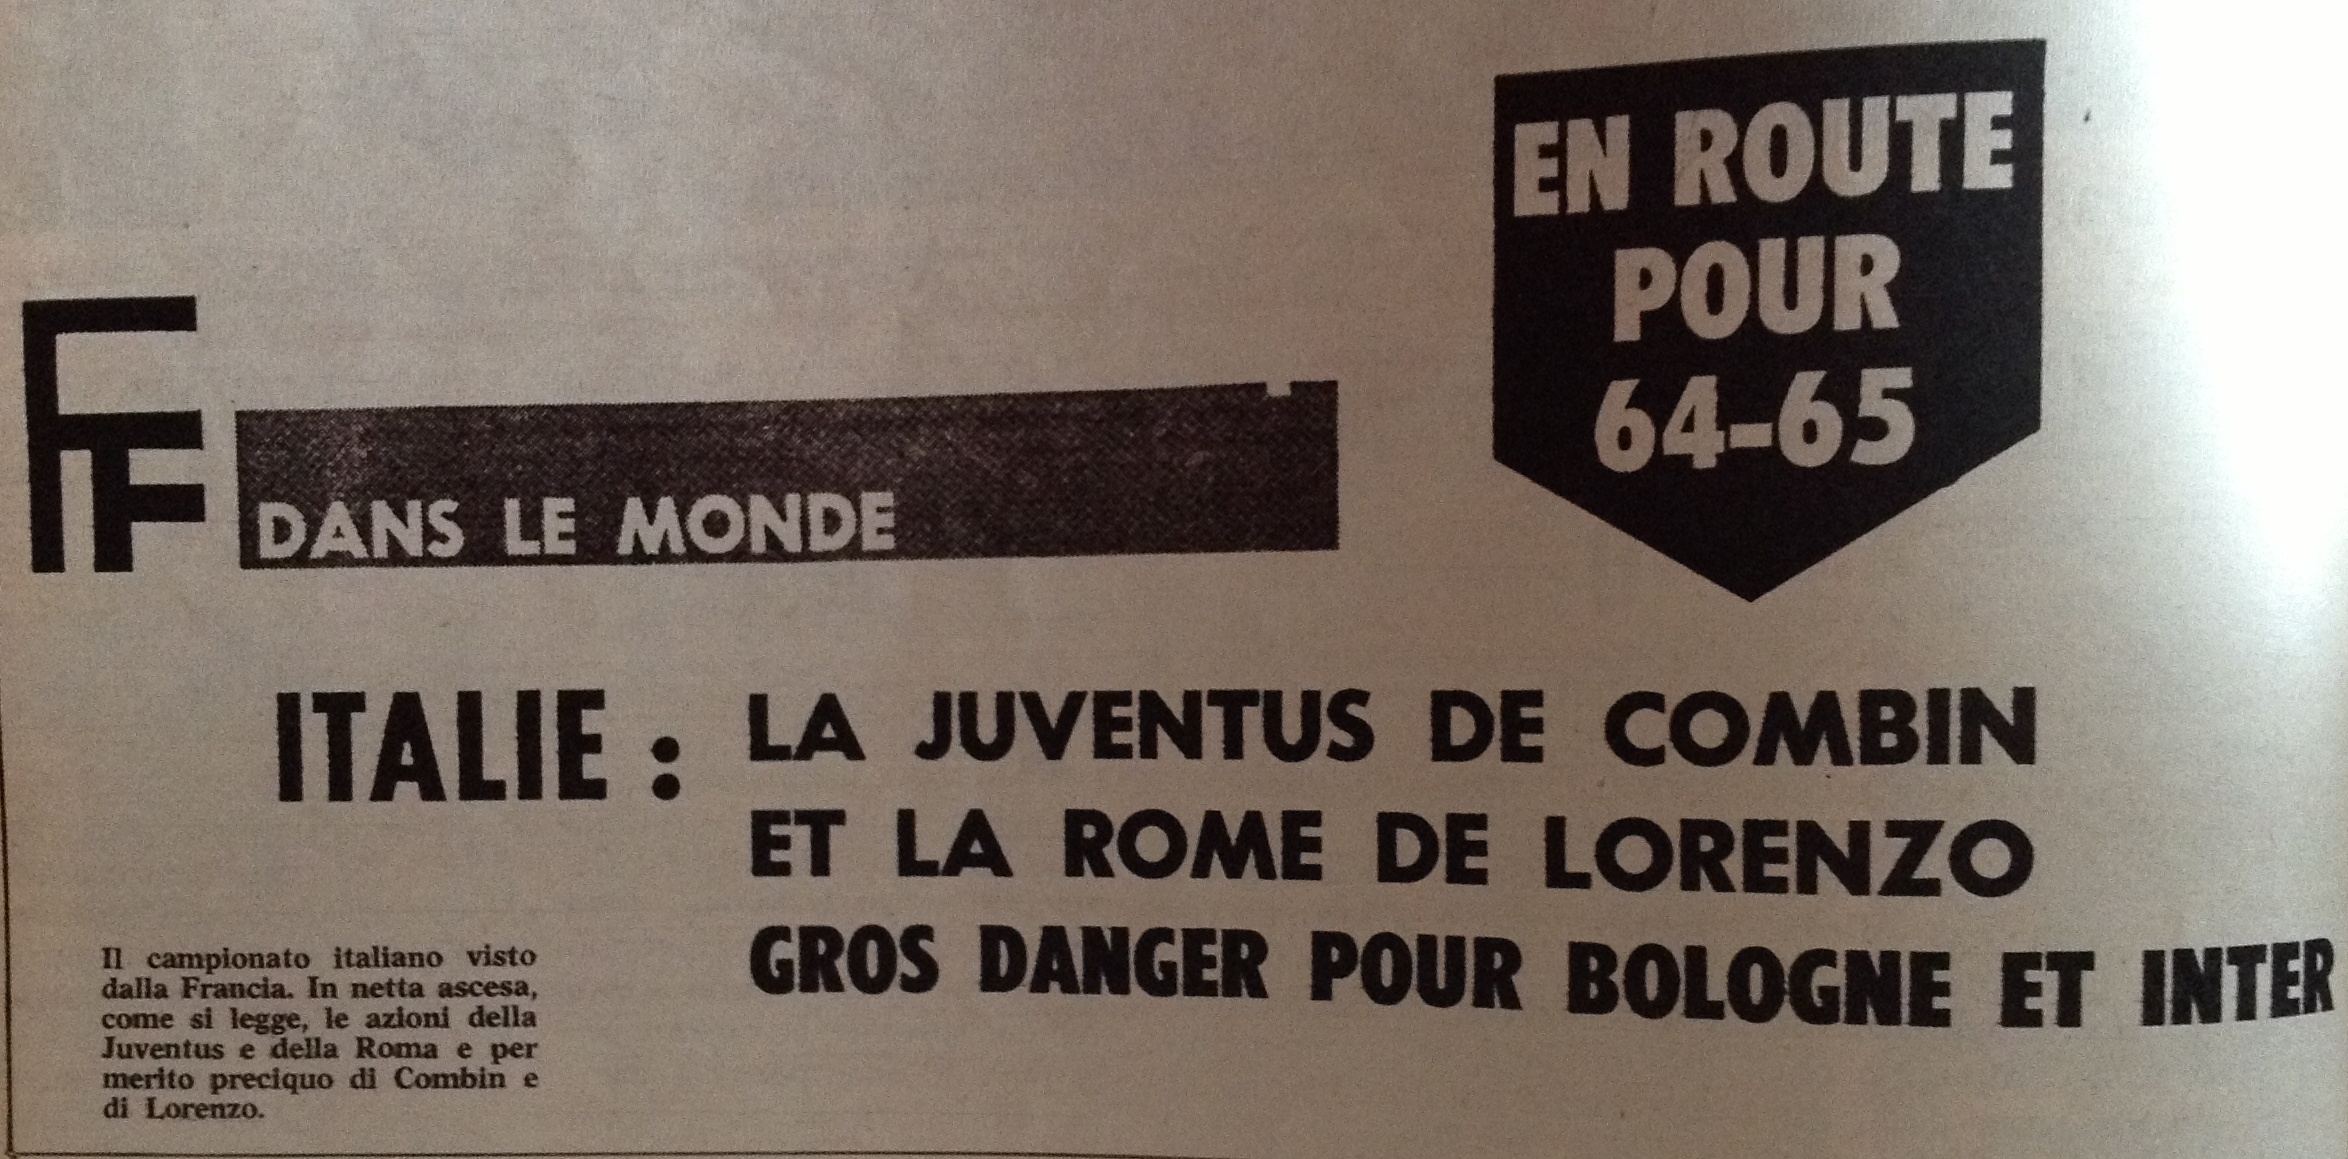 EN ROUTE
POUR
64-65
FF
DANS LE MONDE
ITALIE : LA JUVENTUS DE COMBIN
ET LA ROME DE LORENZO
GROS DANGER POUR BOLOGNE ET INTER
Il campionato italiano visto
dalla Francia. In netta ascesa,
come si legge, le azioni della
Juventus e della Roma e per
merito preciquo di Combin e
di Lorenzo.